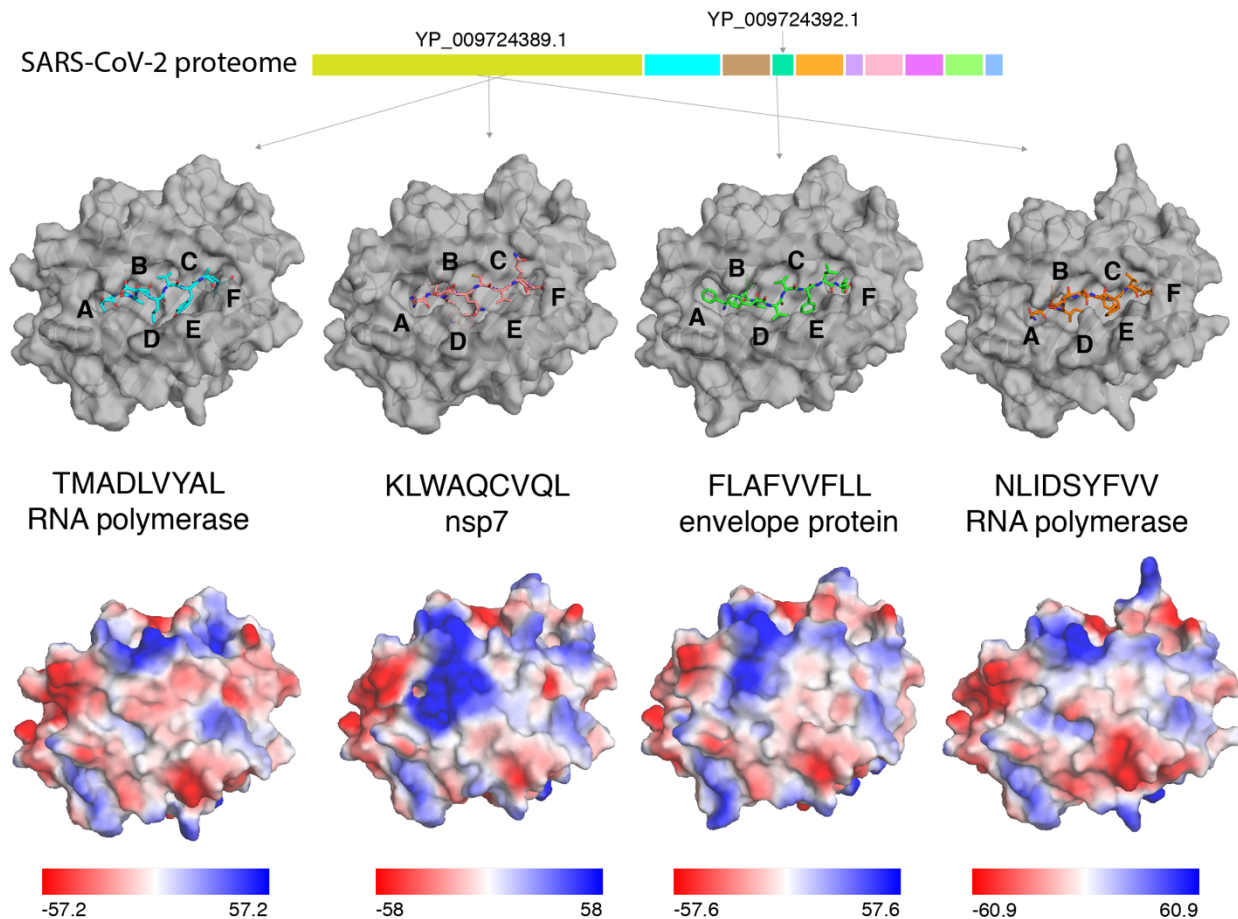 YP_009724392.1
YP_009724389.1
SARS-CoV-2 proteome
A B C D E F
A B C D E F
A B C D E F
A B C D E F
TMADLVYAL
RNA polymerase
KLWAQCVQL
nsp7
FLAFVVFLL
envelope protein
NLIDSYFVV
RNA polymerase
-57.2 57.2
-58 58
-57.6 57.6
-60.9 60.9